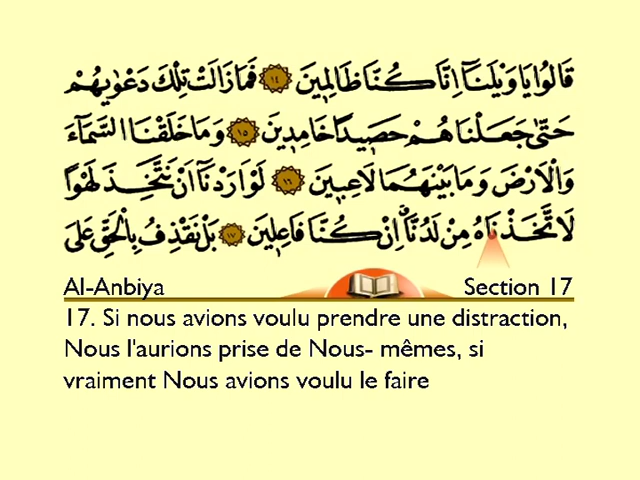 قَالُوا يَا وَيْلَنَا اِنَّا كُنَّا ظَالِمِينَ ١٤ فَمَا زَالَتْ تِلْكَ دَعْوٰيهُمْ
حَتّٰى جَعَلْنَاهُمْ حَصِيدًا خَامِدِينَ ١٥ وَمَا خَلَقْنَا السَّمَٓاءَ
وَالْاَرْضَ وَمَا بَيْنَهُمَا لَاعِبِينَ ١٦ لَوْ اَرَدْنَٓا اَنْ نَتَّخِذَ لَهْوًا
لَاتَّخَذْنَاهُ مِنْ لَدُنَّٓا اِنْ كُنَّا فَاعِلِينَ ١٧ بَلْ نَقْذِفُ بِالْحَقِّ عَلَى
Al-Anbiya Section 17
17. Si nous avions voulu prendre une distraction,
Nous l'aurions prise de Nous- mêmes, si
vraiment Nous avions voulu le faire